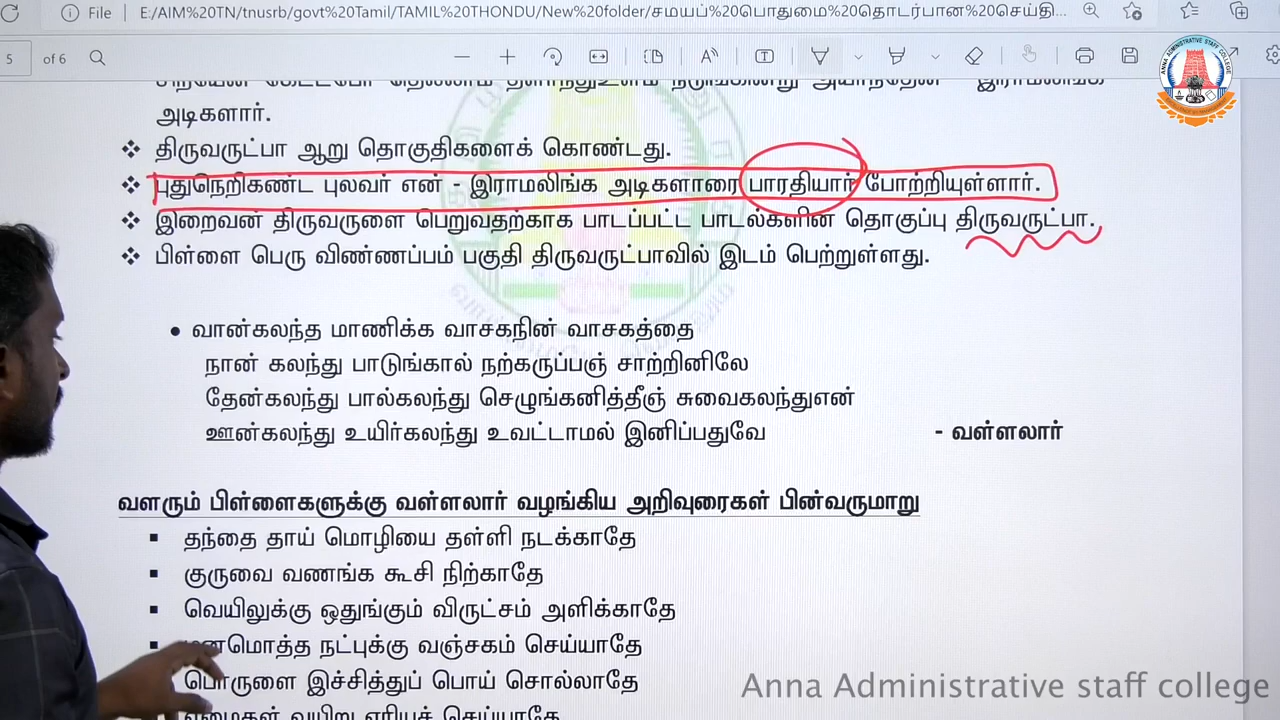 File E:/AIM%20TN/tnusrb/govt%20Tamil/TAMIL%20THONDU/New%20folder/சமயப்%20பொதுமை%20தொடர்பான%20செய்தி...
5 of 6
ANNA ADMINISTRATIVE STAFF COLLEGE
அடிகளார்.
❖ திருவருட்பா ஆறு தொகுதிகளைக் கொண்டது.
❖ புதுநெறிகண்ட புலவர் என் - இராமலிங்க அடிகளாரை பாரதியார் போற்றியுள்ளார்.
❖ இறைவன் திருவருளை பெறுவதற்காக பாடப்பட்ட பாடல்களின் தொகுப்பு திருவருட்பா.
❖ பிள்ளை பெரு விண்ணப்பம் பகுதி திருவருட்பாவில் இடம் பெற்றுள்ளது.
• வான்கலந்த மாணிக்க வாசகநின் வாசகத்தை
நான் கலந்து பாடுங்கால் நற்கருப்பஞ் சாற்றினிலே
தேன்கலந்து பால்கலந்து செழுங்கனித்தீஞ் சுவைகலந்துஎன்
ஊன்கலந்து உயிர்கலந்து உவட்டாமல் இனிப்பதுவே - வள்ளலார்
வளரும் பிள்ளைகளுக்கு வள்ளலார் வழங்கிய அறிவுரைகள் பின்வருமாறு
▪ தந்தை தாய் மொழியை தள்ளி நடக்காதே
▪ குருவை வணங்க கூசி நிற்காதே
▪ வெயிலுக்கு ஒதுங்கும் விருட்சம் அளிக்காதே
▪ மனமொத்த நட்புக்கு வஞ்சகம் செய்யாதே
பொருளை இச்சித்துப் பொய் சொல்லாதே
Anna Administrative staff college